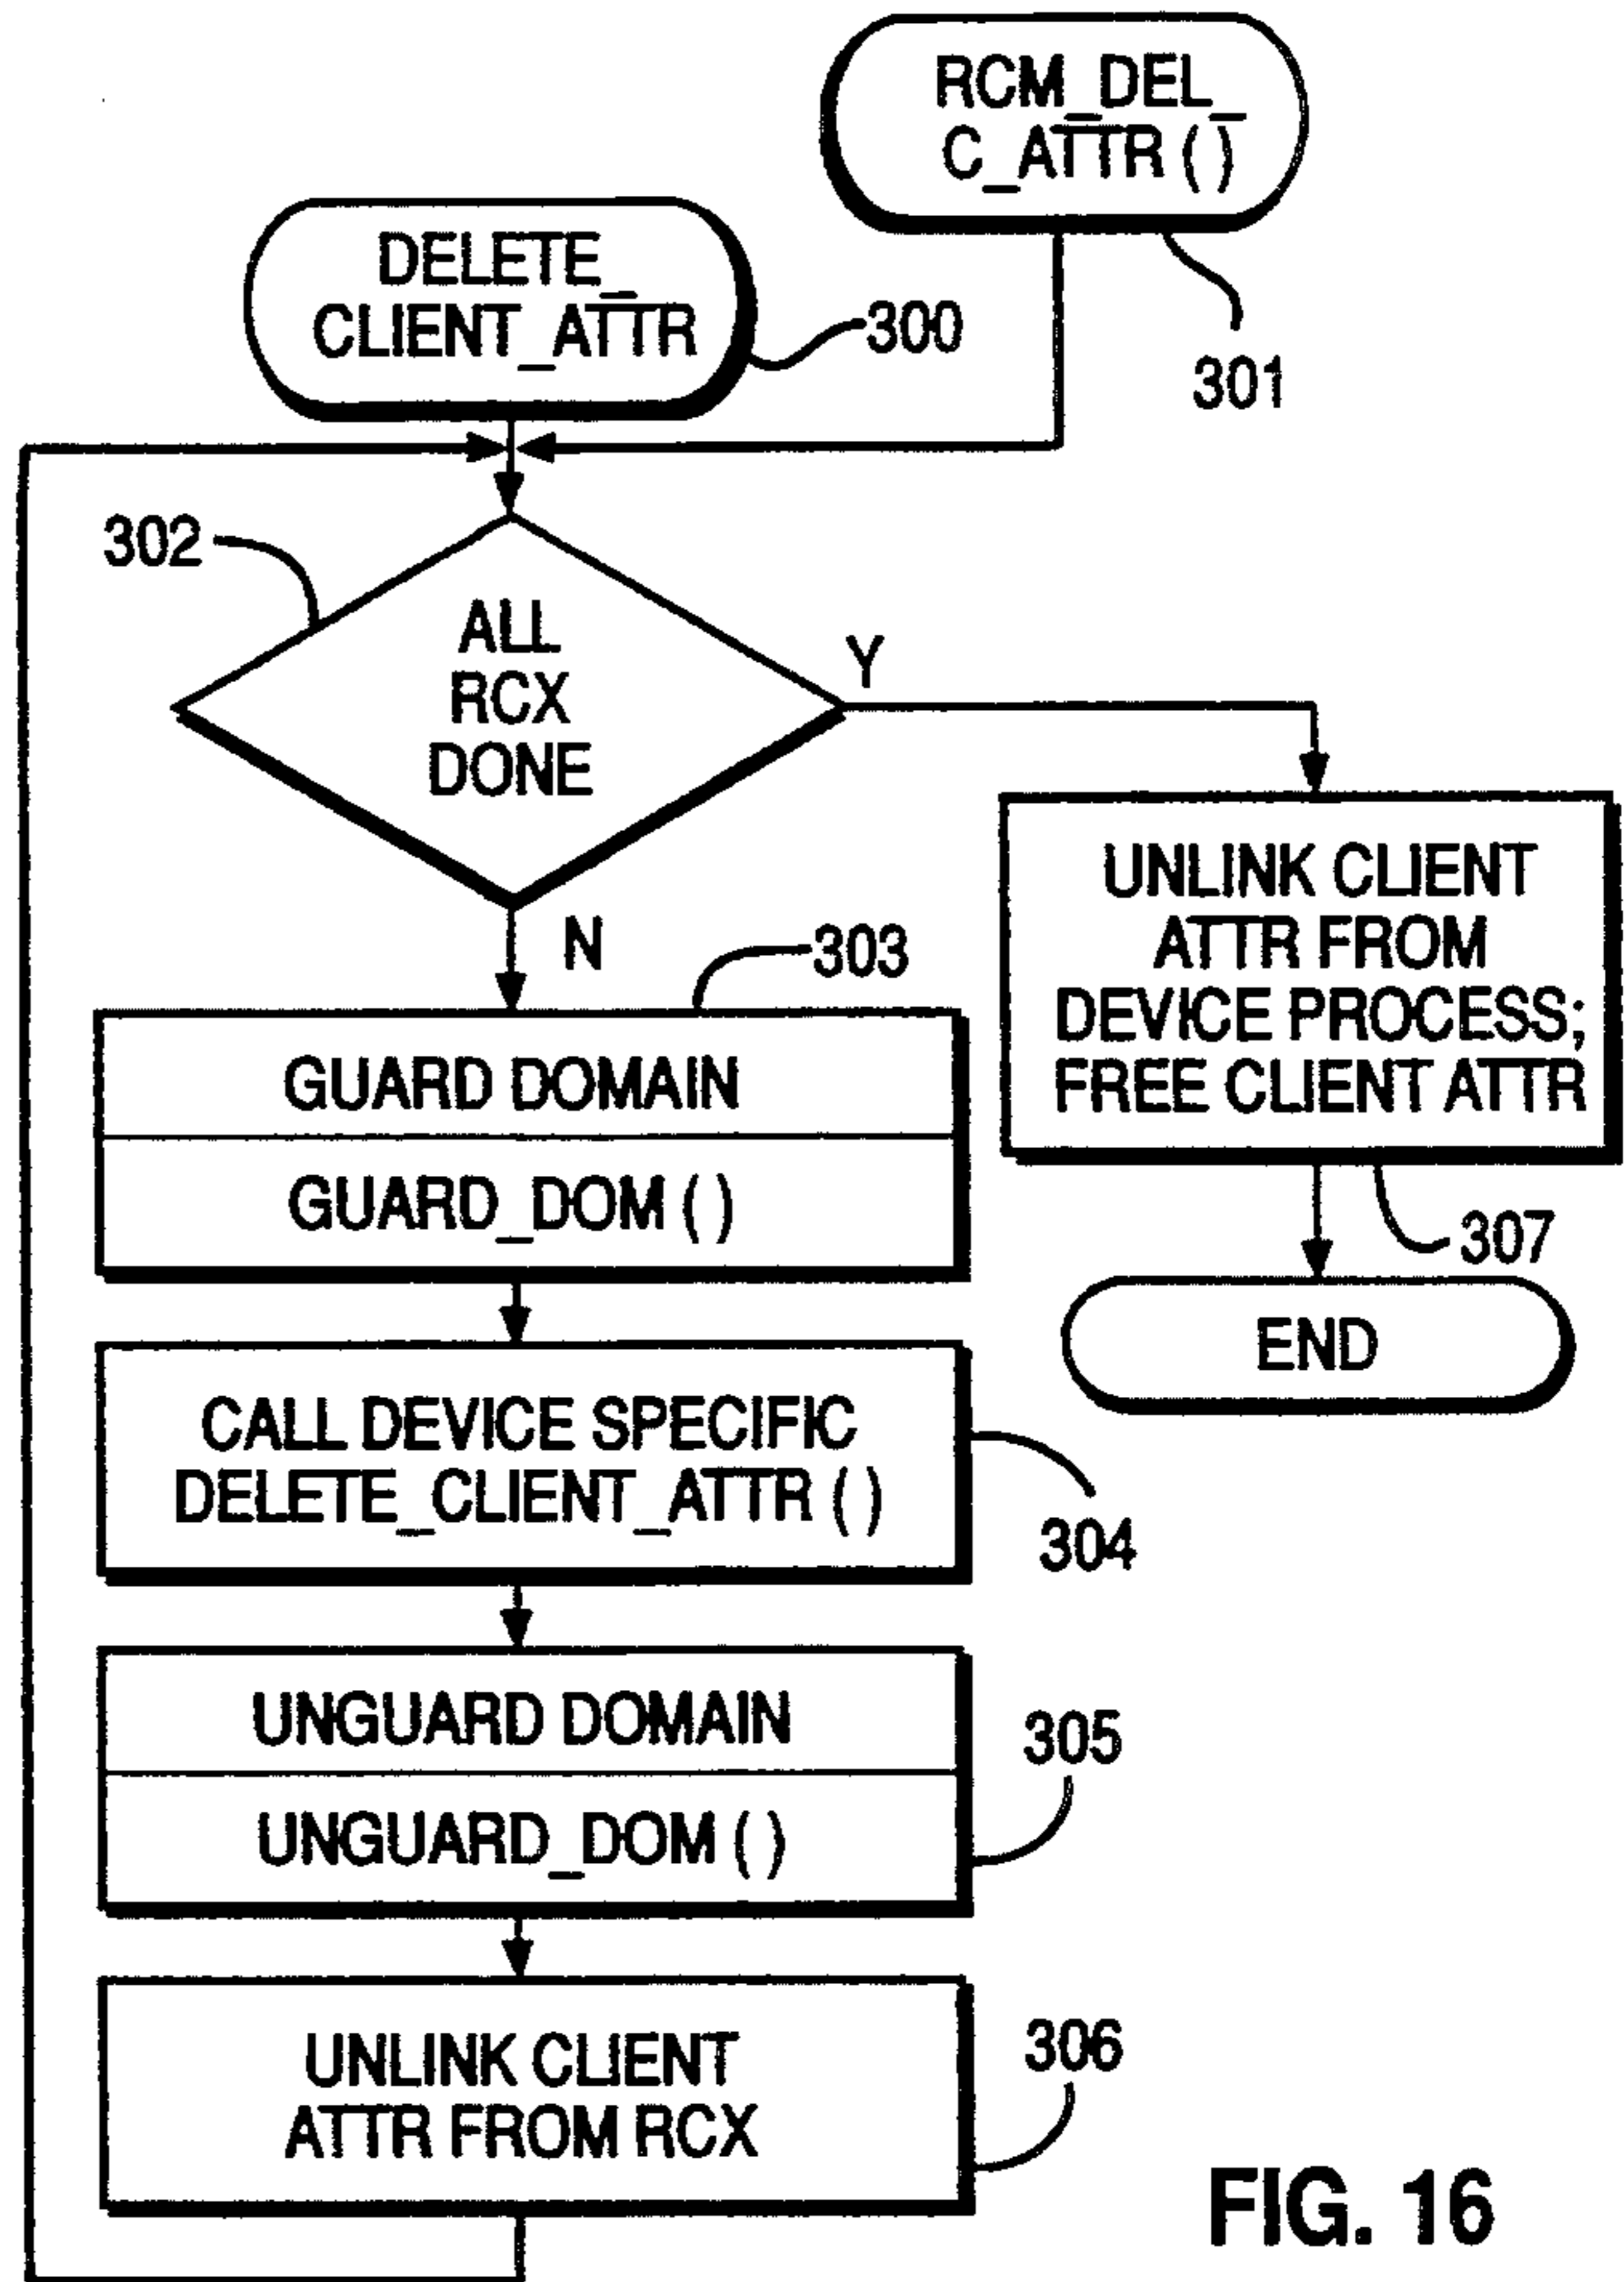 RCM_DEL_
C_ATTR ( )
301
DELETE_
CLIENT_ATTR
300
302
ALL
RCX
DONE
Y
N
UNLINK CLIENT
ATTR FROM
DEVICE PROCESS;
FREE CLIENT ATTR
307
END
303
GUARD DOMAIN
GUARD_DOM ( )
CALL DEVICE SPECIFIC
DELETE_CLIENT_ATTR ( )
304
UNGUARD DOMAIN
UNGUARD_DOM ( )
305
UNLINK CLIENT
ATTR FROM RCX
306
FIG. 16